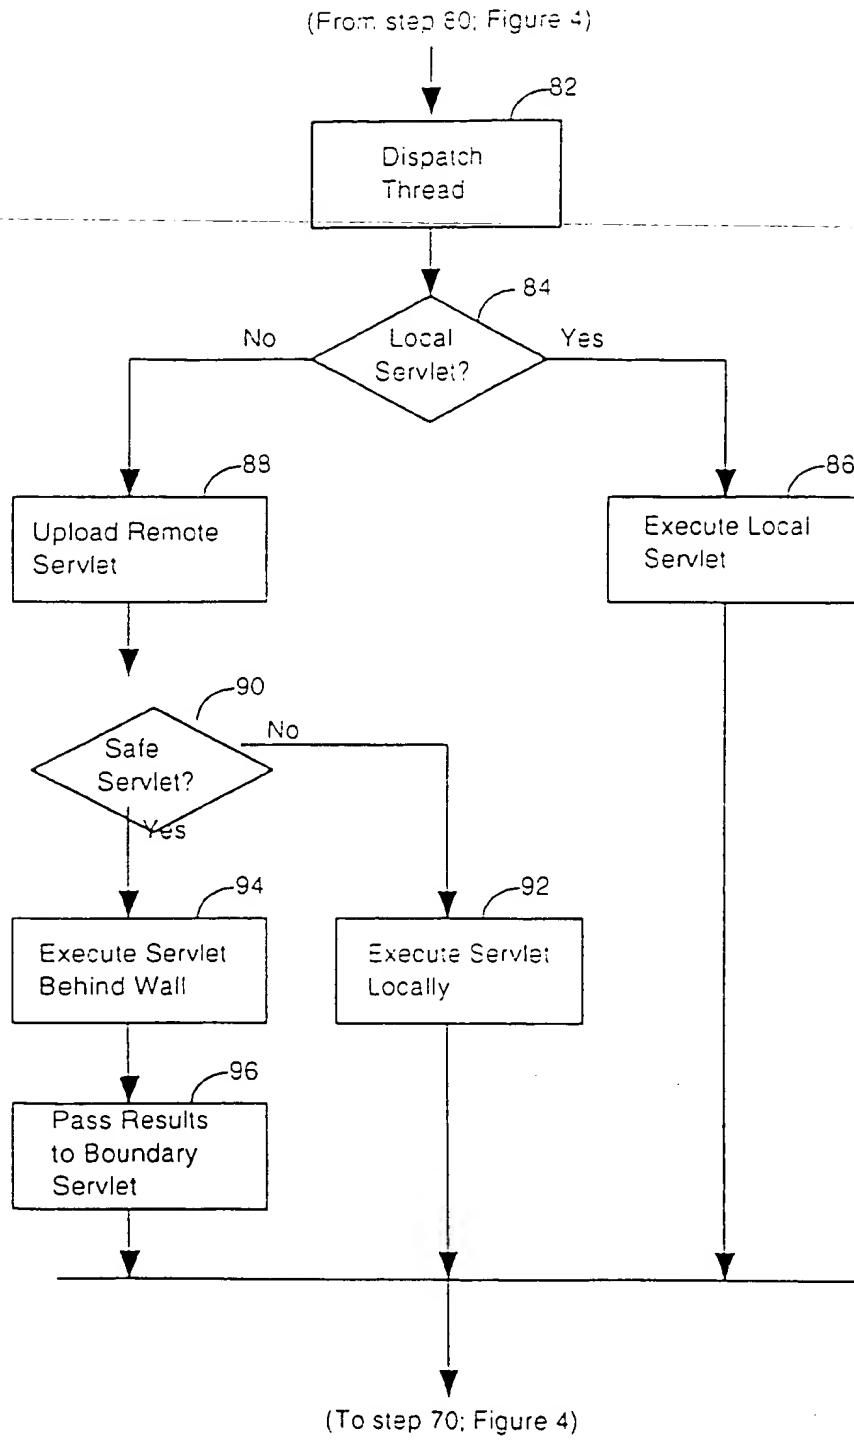 (From step 80; Figure 4)
82
Dispatch
Thread
84
No
Local
Servlet?
Yes
88
86
Upload Remote
Servlet
Execute Local
Servlet
90
No
Safe
Servlet?
Yes
94
92
Execute Servlet
Behind Wall
Execute Servlet
Locally
96
Pass Results
to Boundary
Servlet
(To step 70; Figure 4)